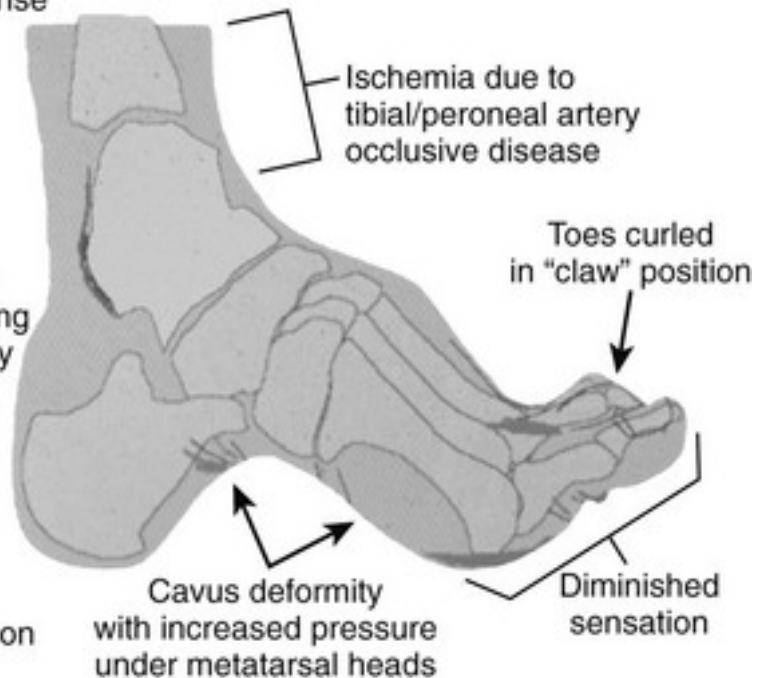 Ischemia due to
tibial/peroneal artery
occlusive disease
Toes curled
in “claw” position
Cavus deformity
with increased pressure
under metatarsal heads
Diminished
sensation